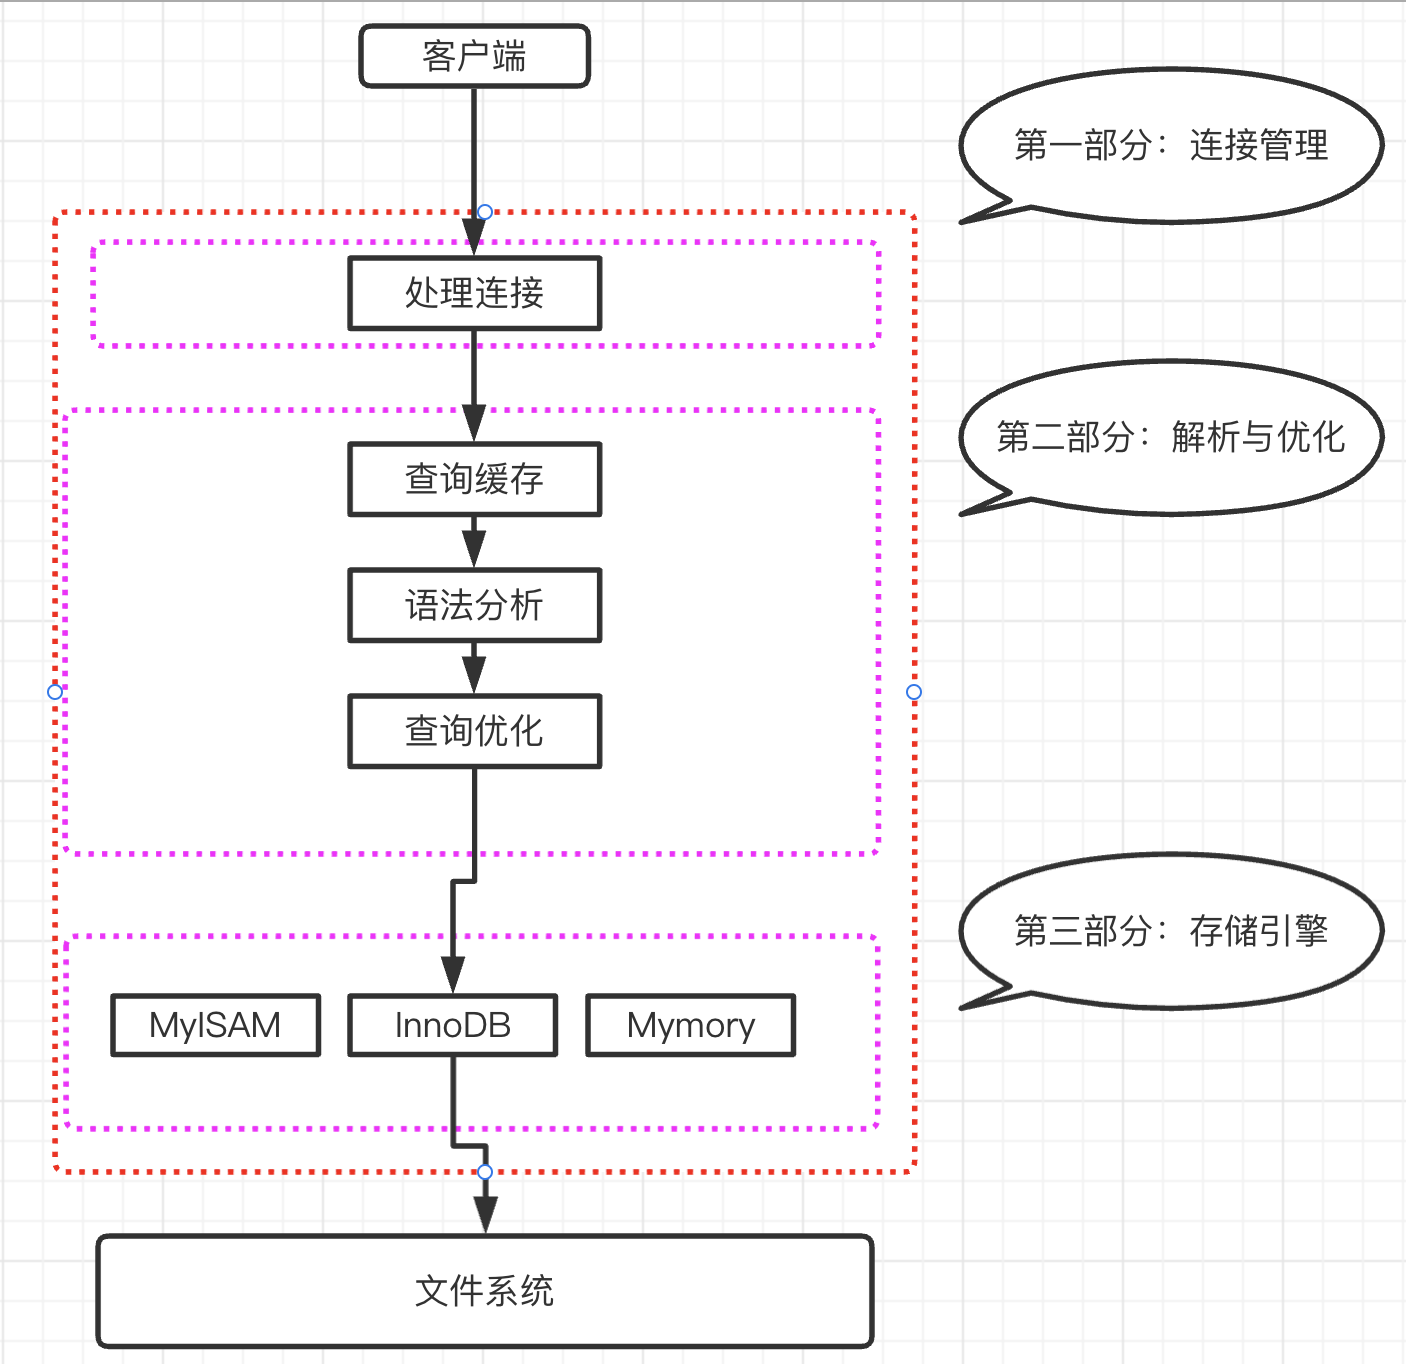 客户端
第一部分：连接管理
处理连接
第二部分：解析与优化
查询缓存
语法分析
查询优化
第三部分：存储引擎
MyISAM
InnoDB
Mymory
文件系统